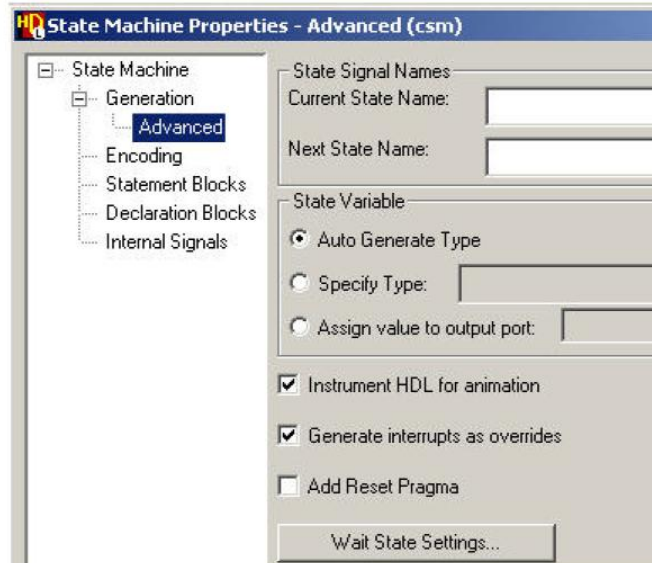 State Machine Properties - Advanced (csm)
State Machine
Generation
Advanced
Encoding
Statement Blocks
Declaration Blocks
Internal Signals
State Signal Names
Current State Name:
Next State Name:
State Variable
Auto Generate Type
Specify Type:
Assign value to output port:
Instrument HDL for animation
Generate interrupts as overrides
Add Reset Pragma
Wait State Settings...